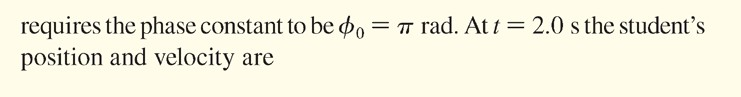 requires the phase constant to be ϕ₀ = π rad. At t = 2.0 s the student's
position and velocity are